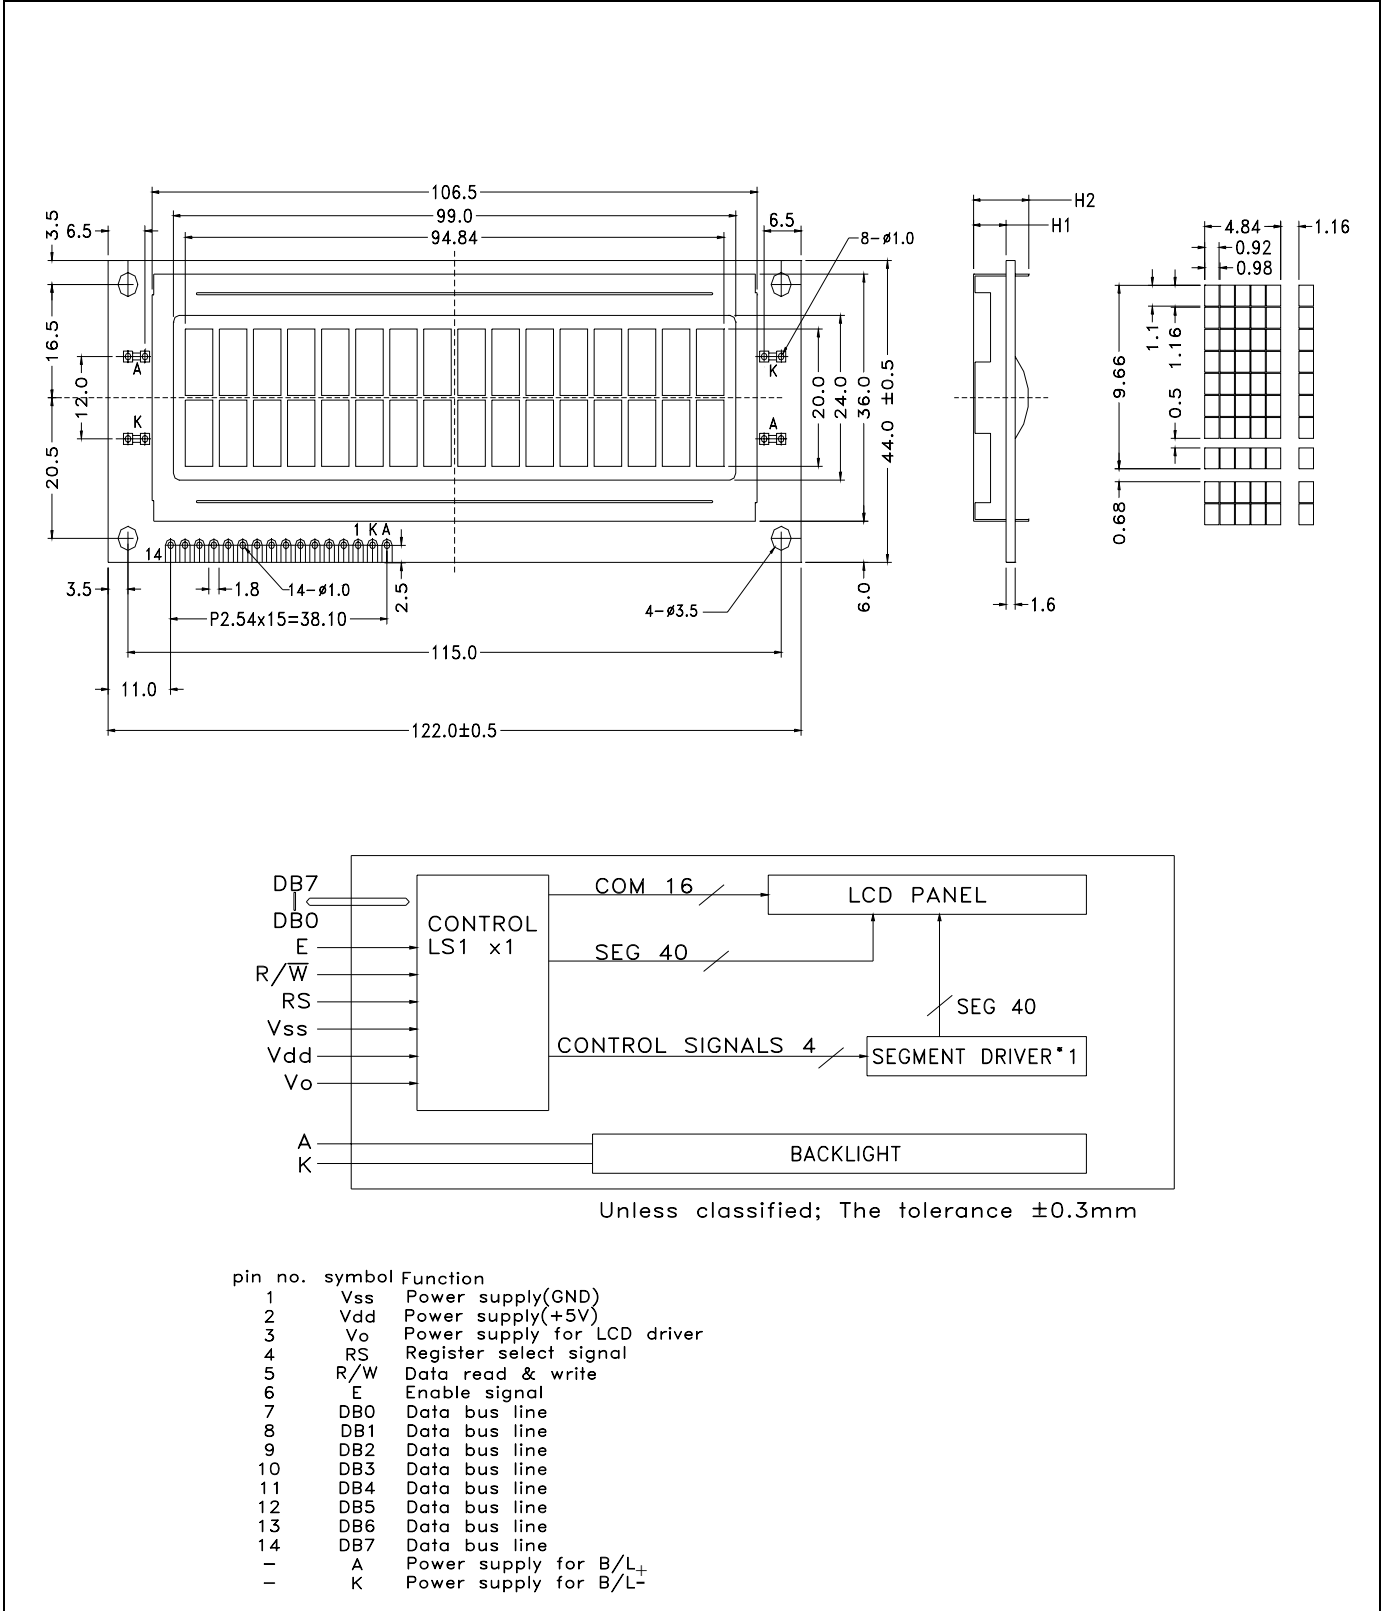 106.5
99.0
94.84
6.5
3.5
6.5
8-ø1.0
H2
H1
4.84
1.16
0.92
0.98
16.5
12.0
20.5
A
K
K
A
20.0
24.0
36.0
44.0 ±0.5
1.1
1.16
9.66
0.5
0.68
1 K A
14
3.5
1.8
14-ø1.0
2.5
4-ø3.5
6.0
1.6
P2.54x15=38.10
115.0
11.0
122.0±0.5
DB7
DB0
E
R/W̅
RS
Vss
Vdd
Vo
A
K
CONTROL
LS1 x1
COM 16
SEG 40
CONTROL SIGNALS 4
LCD PANEL
SEG 40
SEGMENT DRIVER*1
BACKLIGHT
Unless classified; The tolerance ±0.3mm
pin no. symbol Function
1 Vss Power supply(GND)
2 Vdd Power supply(+5V)
3 Vo Power supply for LCD driver
4 RS Register select signal
5 R/W Data read & write
6 E Enable signal
7 DB0 Data bus line
8 DB1 Data bus line
9 DB2 Data bus line
10 DB3 Data bus line
11 DB4 Data bus line
12 DB5 Data bus line
13 DB6 Data bus line
14 DB7 Data bus line
- A Power supply for B/L+
- K Power supply for B/L-